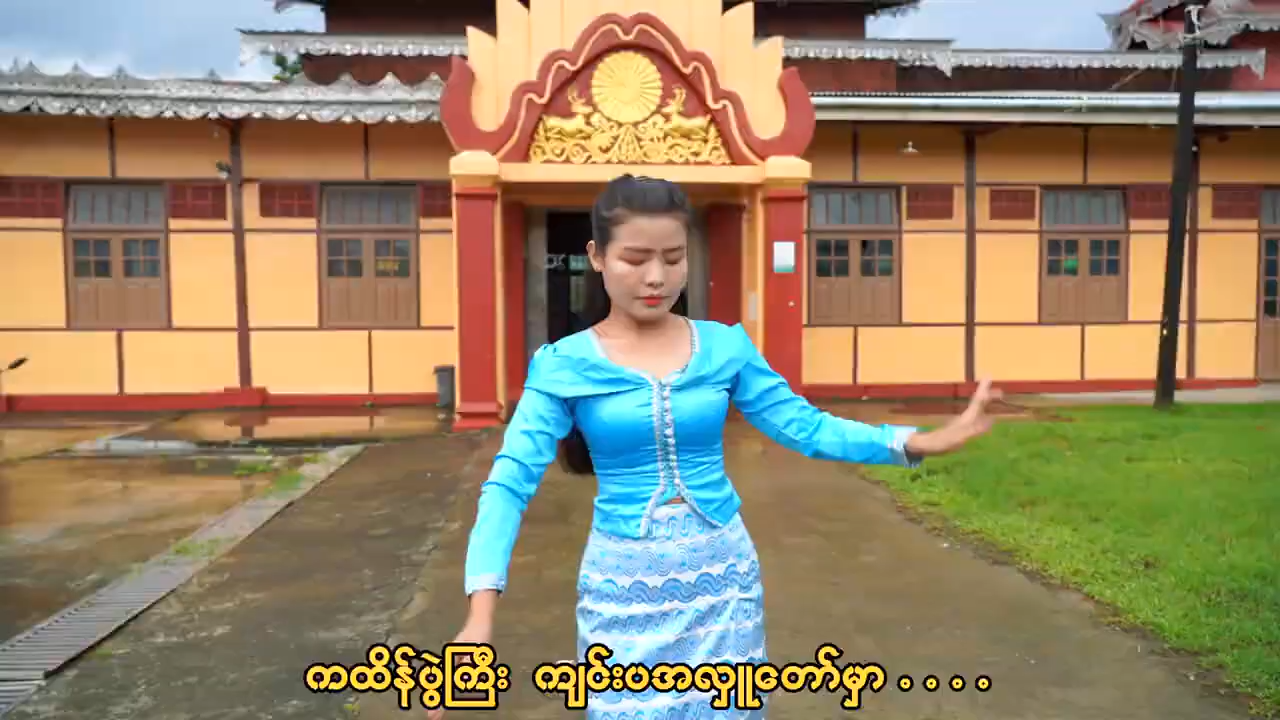 ကထိန်ပွဲကြီး ကျင်းပအလှူတော်မှာ . . . .